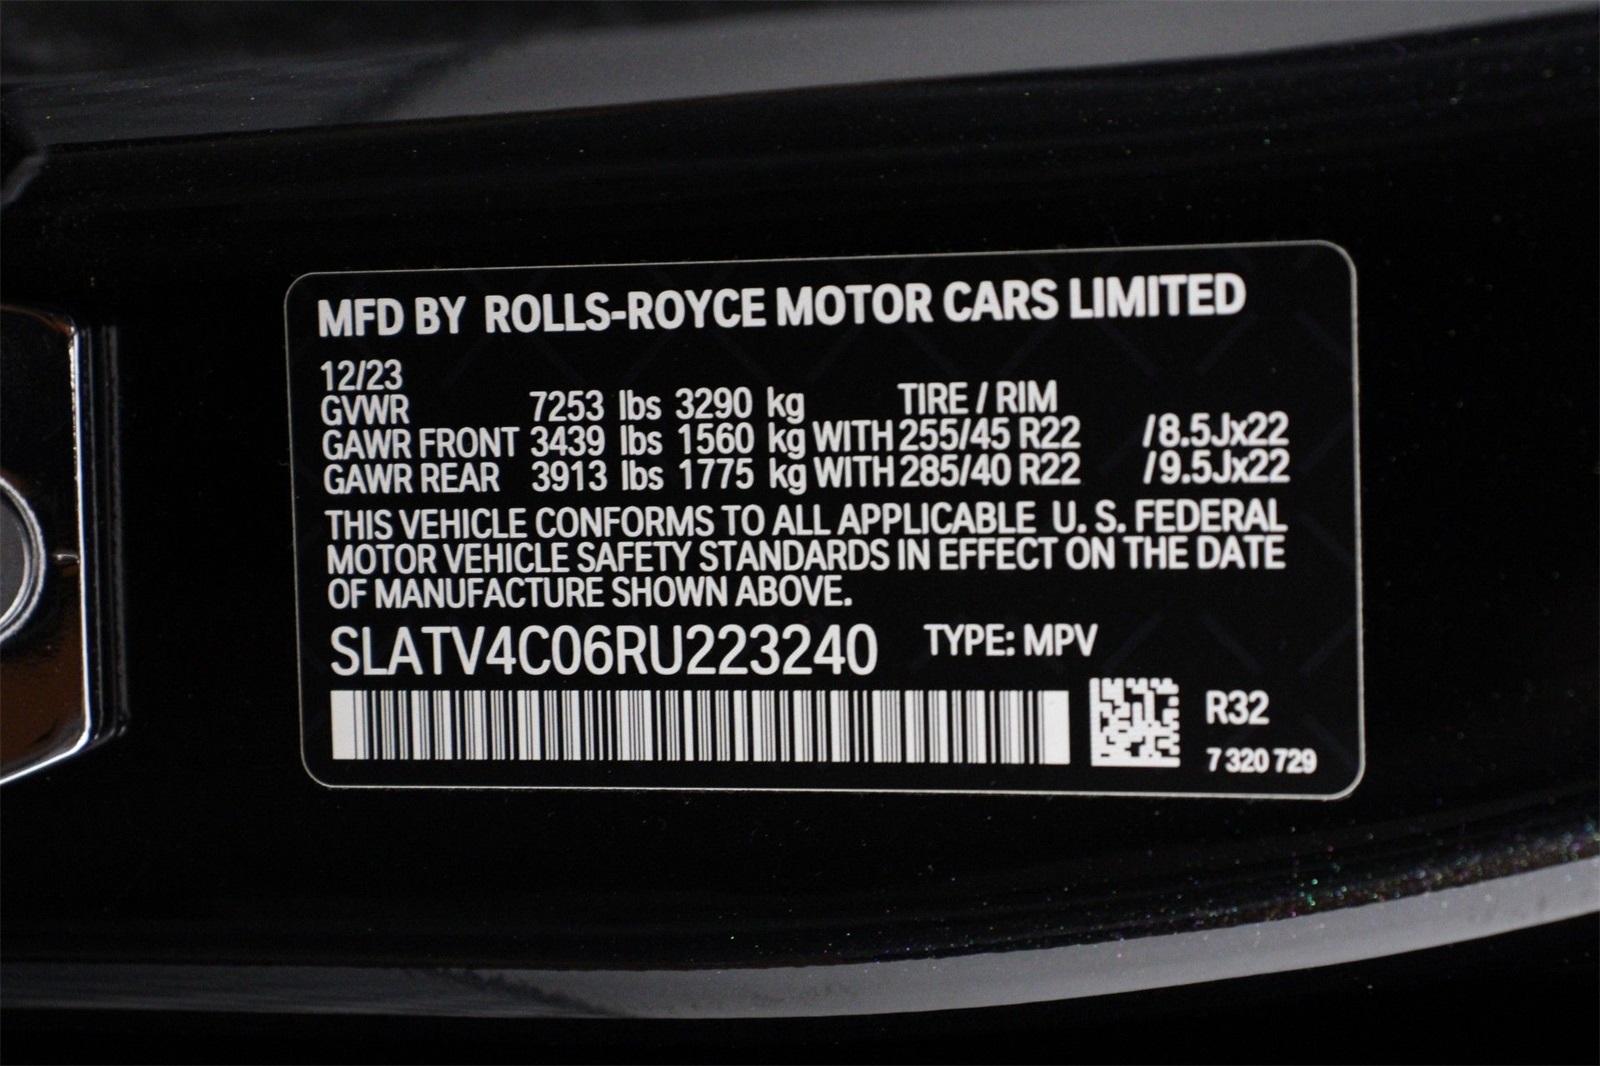 MFD BY ROLLS-ROYCE MOTOR CARS LIMITED
12/23
GVWR 7253 lbs 3290 kg TIRE / RIM
GAWR FRONT 3439 lbs 1560 kg WITH 255/45 R22 /8.5Jx22
GAWR REAR 3913 lbs 1775 kg WITH 285/40 R22 /9.5Jx22
THIS VEHICLE CONFORMS TO ALL APPLICABLE U. S. FEDERAL
MOTOR VEHICLE SAFETY STANDARDS IN EFFECT ON THE DATE
OF MANUFACTURE SHOWN ABOVE.
SLATV4C06RU223240 TYPE: MPV
R32
7 320 729